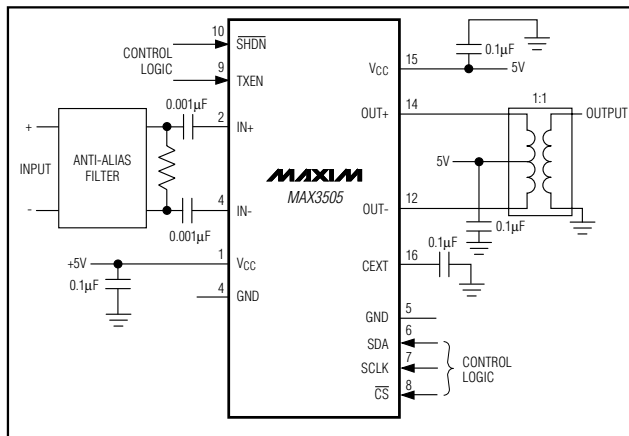 CONTROL LOGIC
10
SHDN
9
TXEN
0.001µF
+
INPUT
-
ANTI-ALIAS FILTER
2
IN+
4
IN-
0.001µF
+5V
1
VCC
0.1µF
4
GND
MAXIM
MAX3505
0.1µF
VCC
15
5V
1:1
OUT+
14
OUTPUT
5V
OUT-
12
0.1µF
0.1µF
CEXT
16
GND
5
SDA
6
SCLK
7
CS
8
CONTROL LOGIC